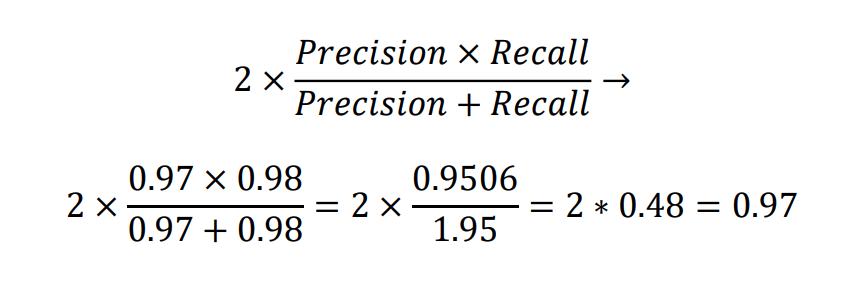 2 × Precision × Recall / Precision + Recall →
2 × 0.97 × 0.98 / 0.97 + 0.98 = 2 × 0.9506 / 1.95 = 2 ∗ 0.48 = 0.97